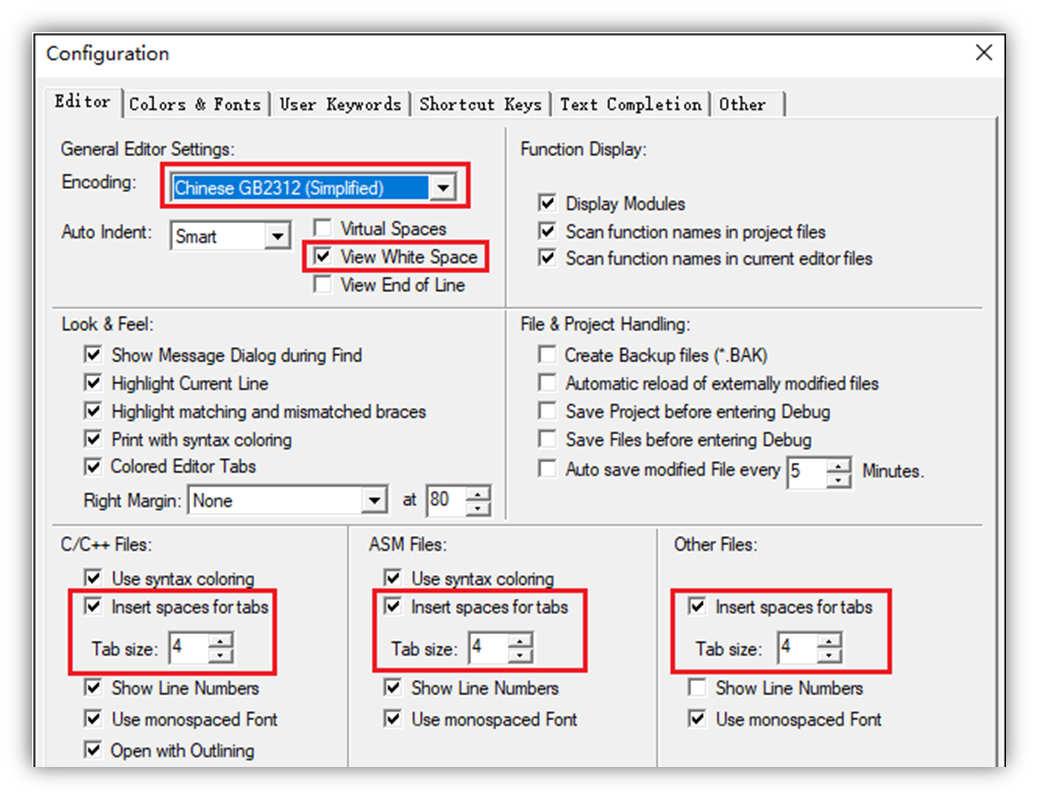 Configuration
Editor Colors & Fonts User Keywords Shortcut Keys Text Completion Other
General Editor Settings:
Encoding: Chinese GB2312 (Simplified)
Auto Indent: Smart
Virtual Spaces
View White Space
View End of Line
Function Display:
Display Modules
Scan function names in project files
Scan function names in current editor files
Look & Feel:
Show Message Dialog during Find
Highlight Current Line
Highlight matching and mismatched braces
Print with syntax coloring
Colored Editor Tabs
Right Margin: None at 80
File & Project Handling:
Create Backup files (*.BAK)
Automatic reload of externally modified files
Save Project before entering Debug
Save Files before entering Debug
Auto save modified File every 5 Minutes.
C/C++ Files:
Use syntax coloring
Insert spaces for tabs
Tab size: 4
Show Line Numbers
Use monospaced Font
Open with Outlining
ASM Files:
Use syntax coloring
Insert spaces for tabs
Tab size: 4
Show Line Numbers
Use monospaced Font
Other Files:
Insert spaces for tabs
Tab size: 4
Show Line Numbers
Use monospaced Font